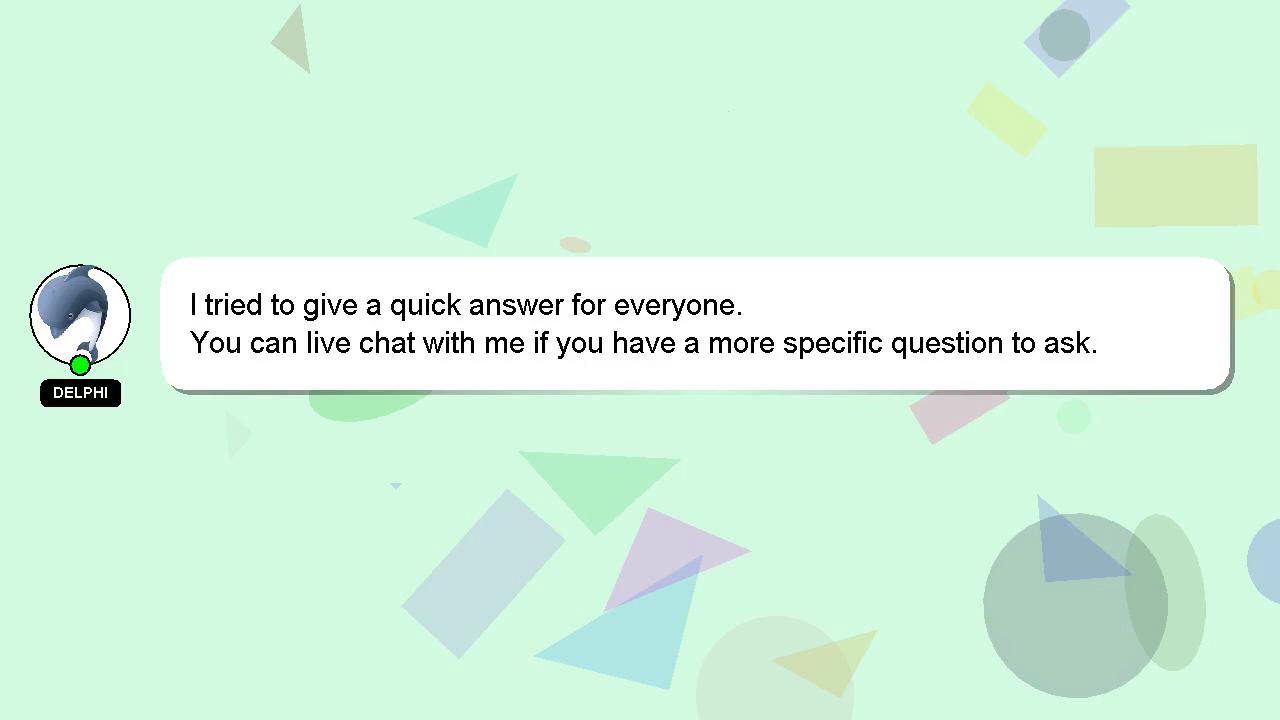 I tried to give a quick answer for everyone.
You can live chat with me if you have a more specific question to ask.
DELPHI